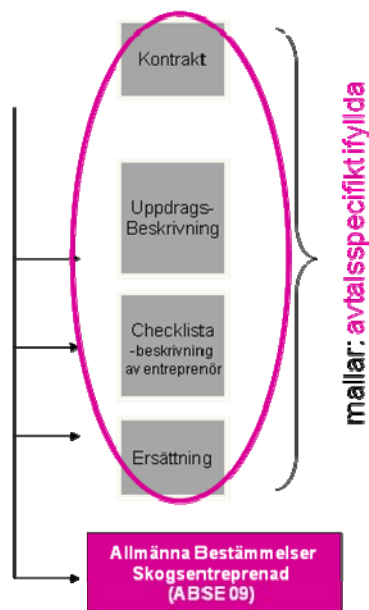 Kontrakt
Uppdrags-
Beskrivning
Checklista
-beskrivning
av entreprenör
Ersättning
mallar: avtalsspecifikt ifyllda
Allmänna Bestämmelser
Skogsentreprenad
(ABSE 09)